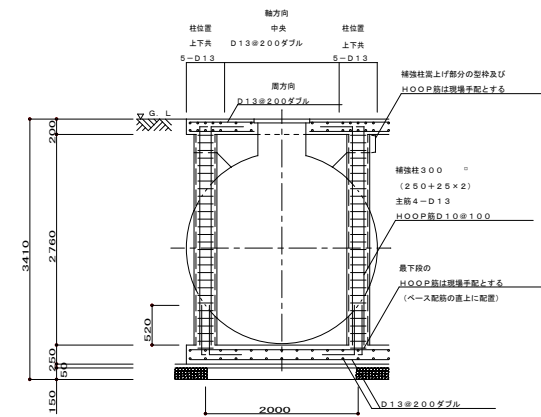 軸方向
柱位置 中央 柱位置
上下共 D13@200ダブル 上下共
5-D13 5-D13
周方向
D13@200ダブル
補強柱嵩上げ部分の型枠及び
HOOP筋は現場手配とする
G.L
200
補強柱300□
(250+25×2)
主筋4-D13
HOOP筋D10@100
2760
3410
最下段の
HOOP筋は現場手配とする
(ベース配筋の直上に配置)
520
250
50
150
2000
D13@200ダブル